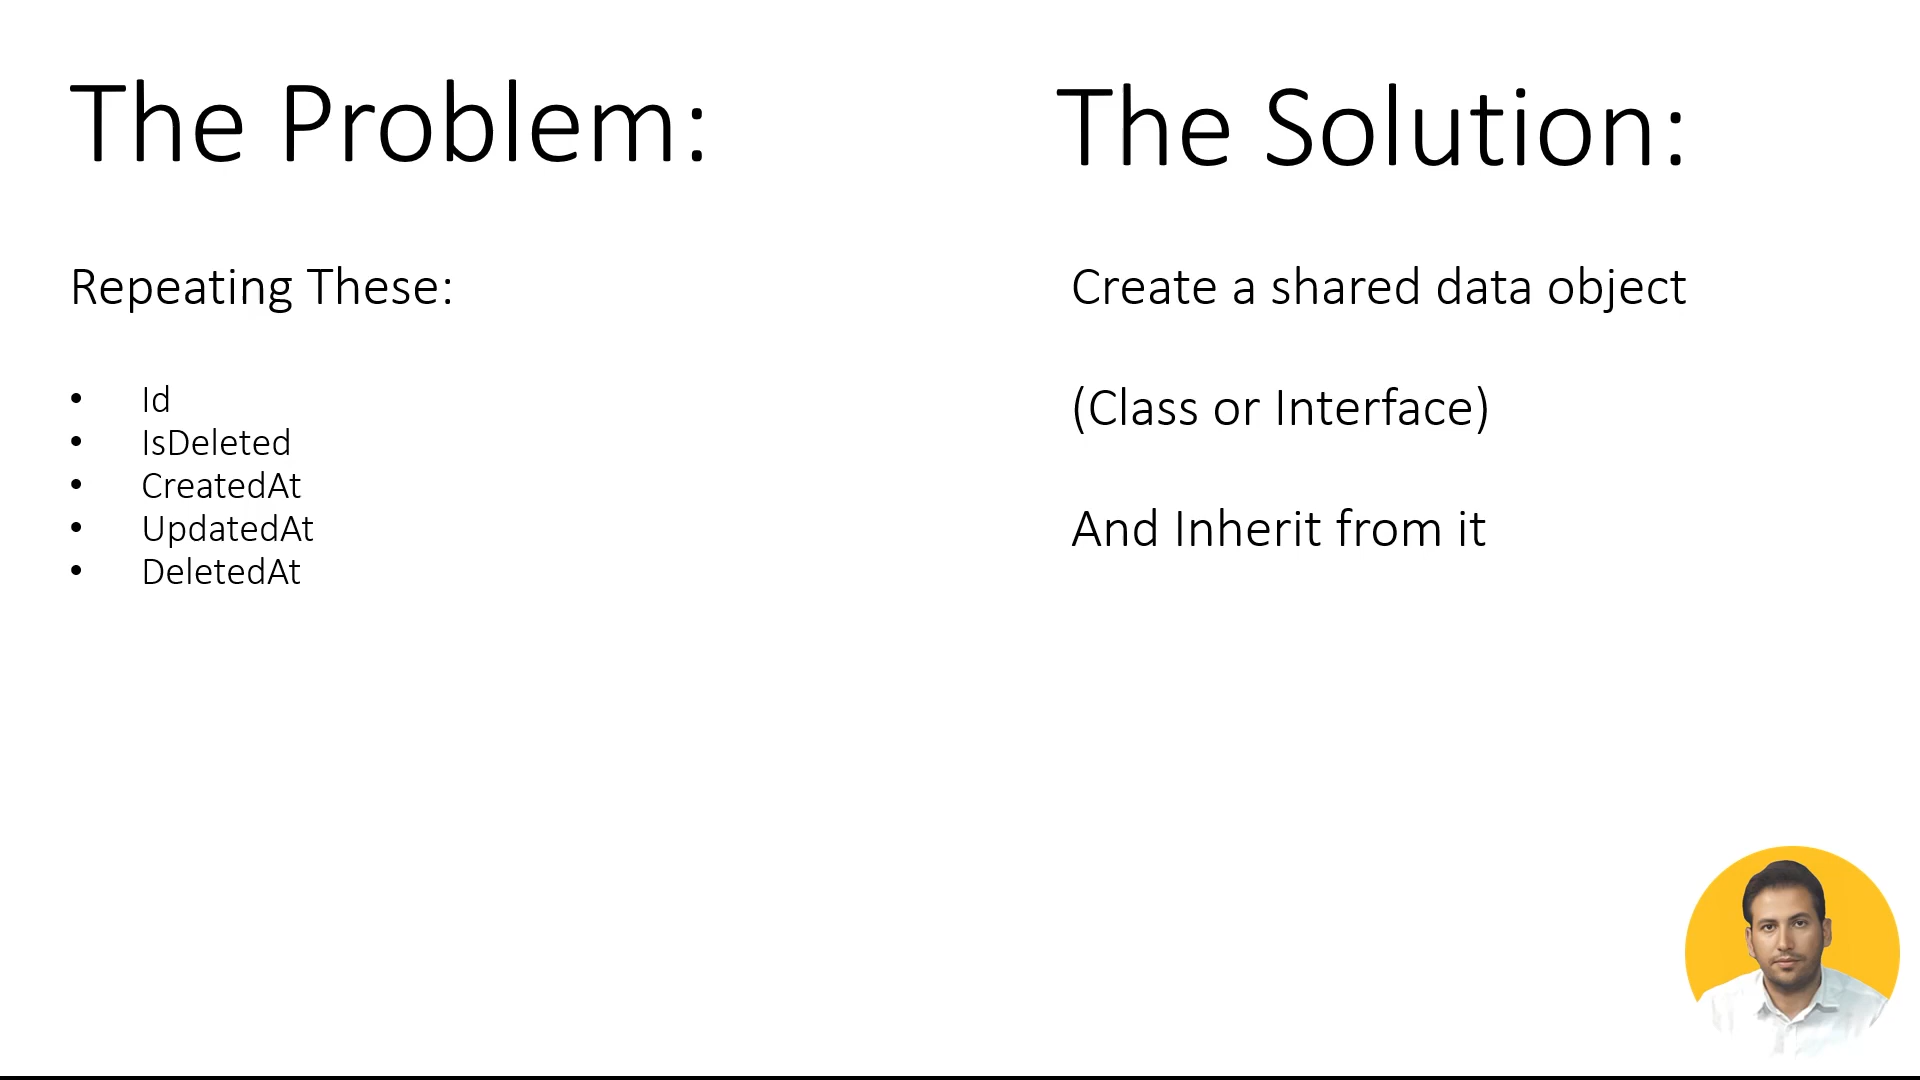 The Problem:
Repeating These:
• Id
• IsDeleted
• CreatedAt
• UpdatedAt
• DeletedAt
The Solution:
Create a shared data object
(Class or Interface)
And Inherit from it